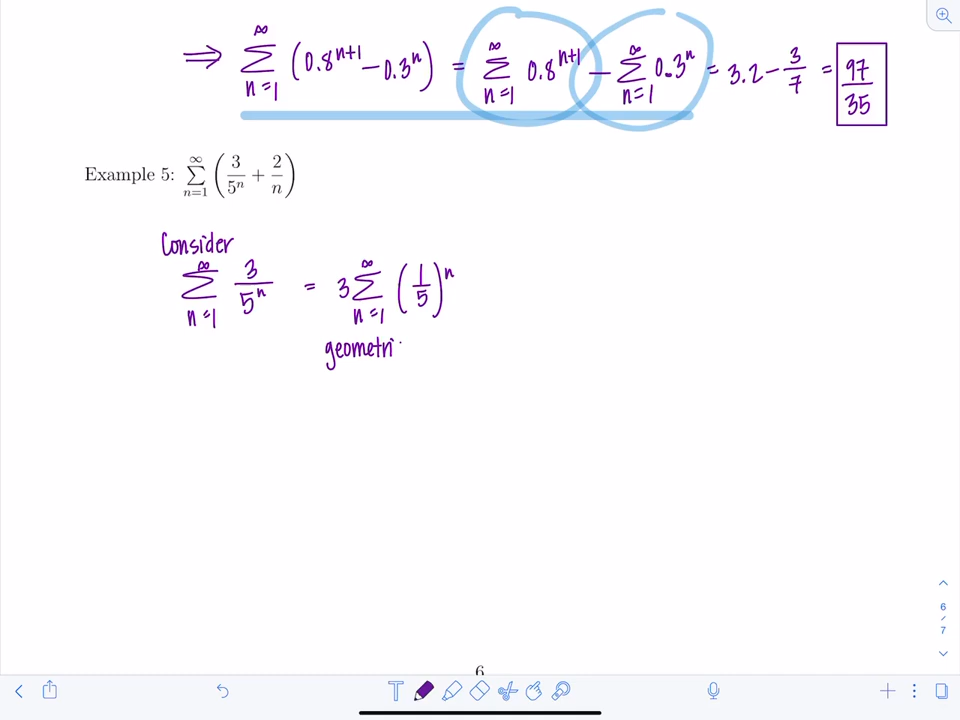 ⇒ ∑_{n=1}^{∞} (0.8^{n+1} − 0.3^n) = ∑_{n=1}^{∞} 0.8^{n+1} − ∑_{n=1}^{∞} 0.3^n = 3.2 − 3/7 = 97/35
Example 5: ∑_{n=1}^{∞} (3/5^n + 2/n)
Consider
∑_{n=1}^{∞} 3/5^n = 3 ∑_{n=1}^{∞} (1/5)^n
geometri
6
/
7
6
T